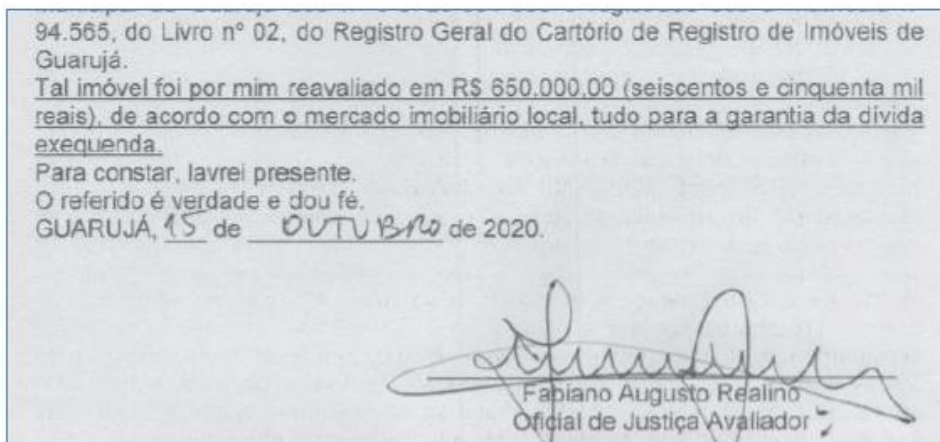 94.565, do Livro nº 02, do Registro Geral do Cartório de Registro de Imóveis de
Guarujá.
Tal imóvel foi por mim reavaliado em R$ 650.000,00 (seiscentos e cinquenta mil
reais), de acordo com o mercado imobiliário local, tudo para a garantia da dívida
exequenda.
Para constar, lavrei presente.
O referido é verdade e dou fé.
GUARUJÁ, 15 de OUTUBRO de 2020.
Fabiano Augusto Realino
Oficial de Justiça Avaliador